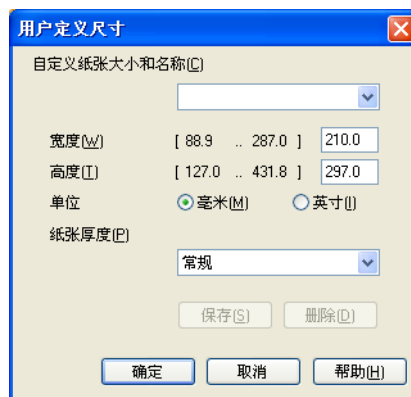 用户定义尺寸
自定义纸张大小和名称(C)
宽度(W) [ 88.9 .. 287.0 ] 210.0
高度(T) [ 127.0 .. 431.8 ] 297.0
单位 毫米(M) 英寸(I)
纸张厚度(P)
常规
保存(S) 删除(D)
确定 取消 帮助(H)